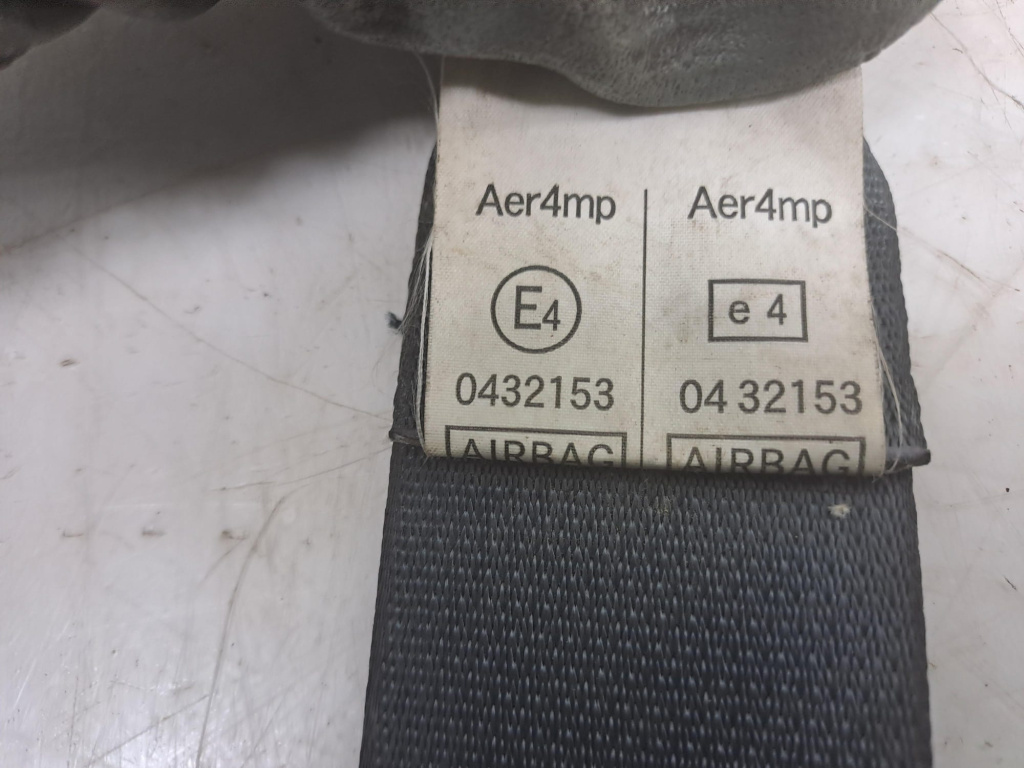 Aer4mp
E4
0432153
AIRBAG
Aer4mp
e 4
04 32153
AIRBAG